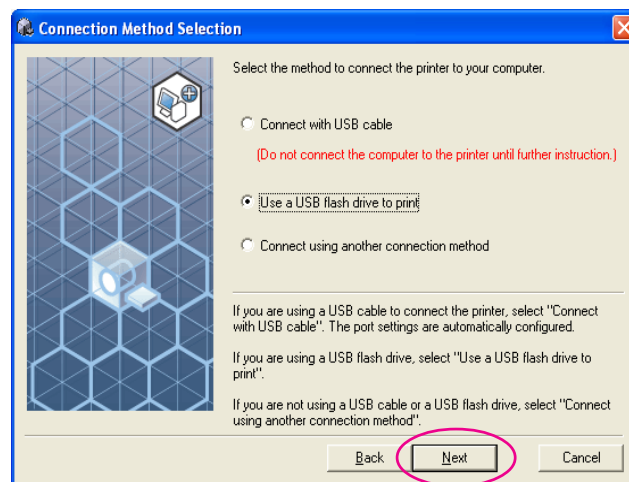 Connection Method Selection
Select the method to connect the printer to your computer.
Connect with USB cable
(Do not connect the computer to the printer until further instruction.)
Use a USB flash drive to print
Connect using another connection method
If you are using a USB cable to connect the printer, select "Connect
with USB cable". The port settings are automatically configured.
If you are using a USB flash drive, select "Use a USB flash drive to
print".
If you are not using a USB cable or a USB flash drive, select "Connect
using another connection method".
Back
Next
Cancel